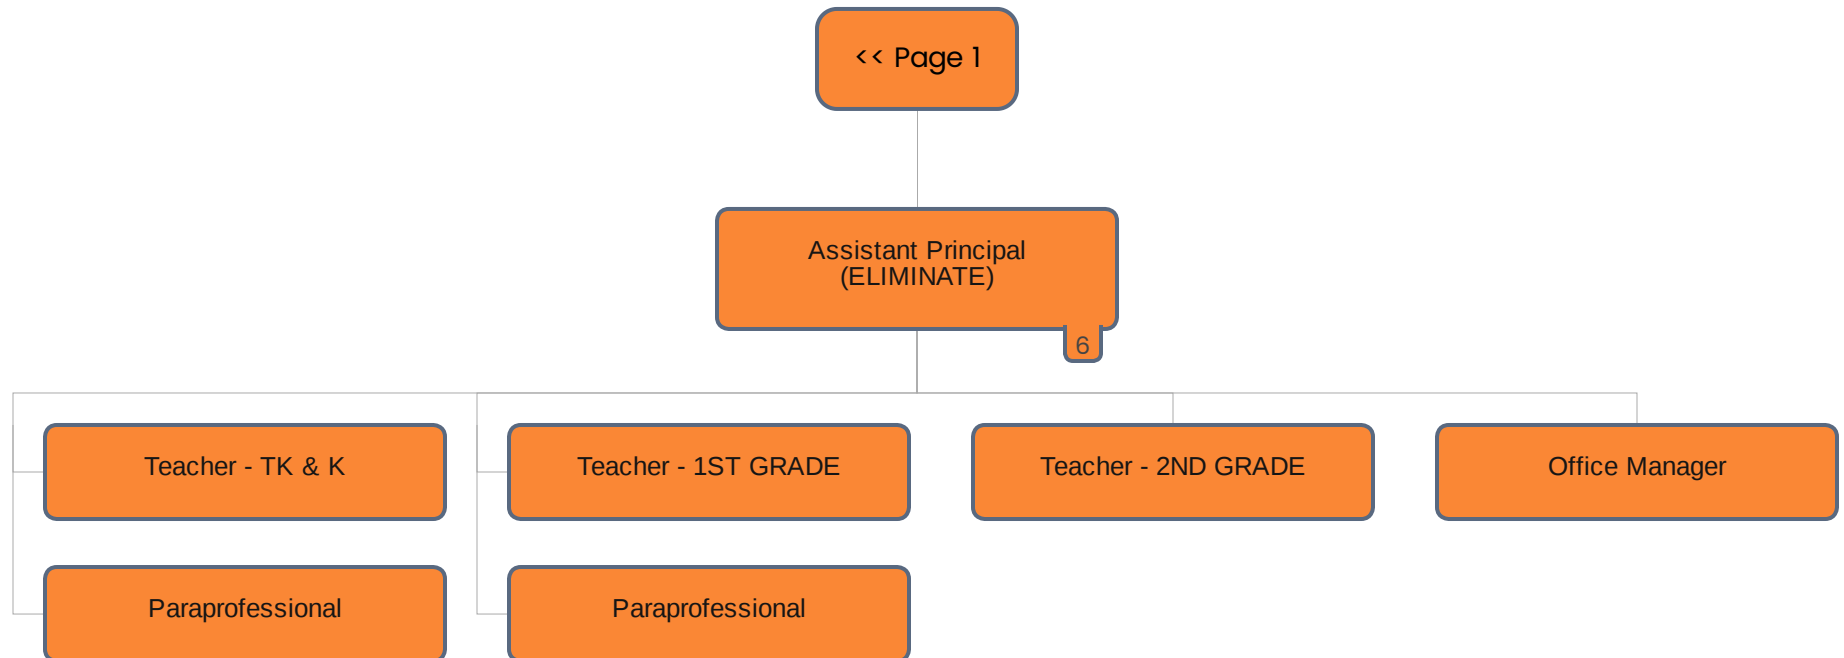 << Page 1
Assistant Principal
(ELIMINATE)
6
Teacher - TK & K
Teacher - 1ST GRADE
Teacher - 2ND GRADE
Office Manager
Paraprofessional
Paraprofessional